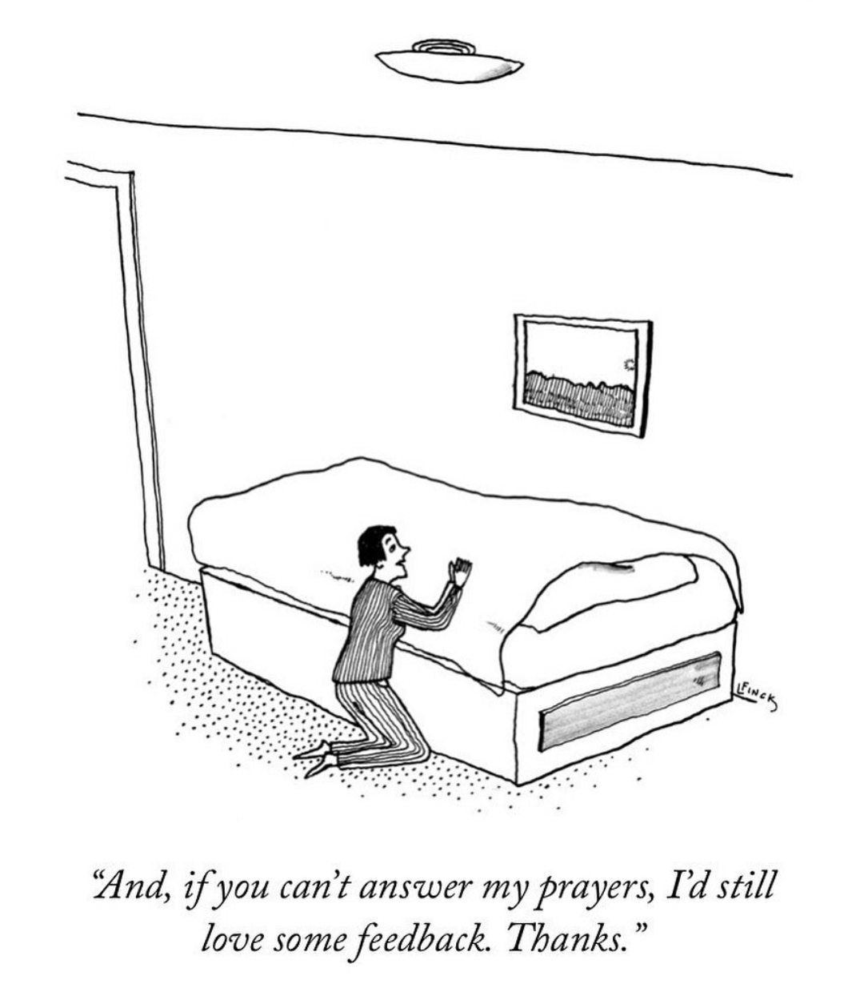 LFINCK
“And, if you can’t answer my prayers, I’d still
love some feedback. Thanks.”